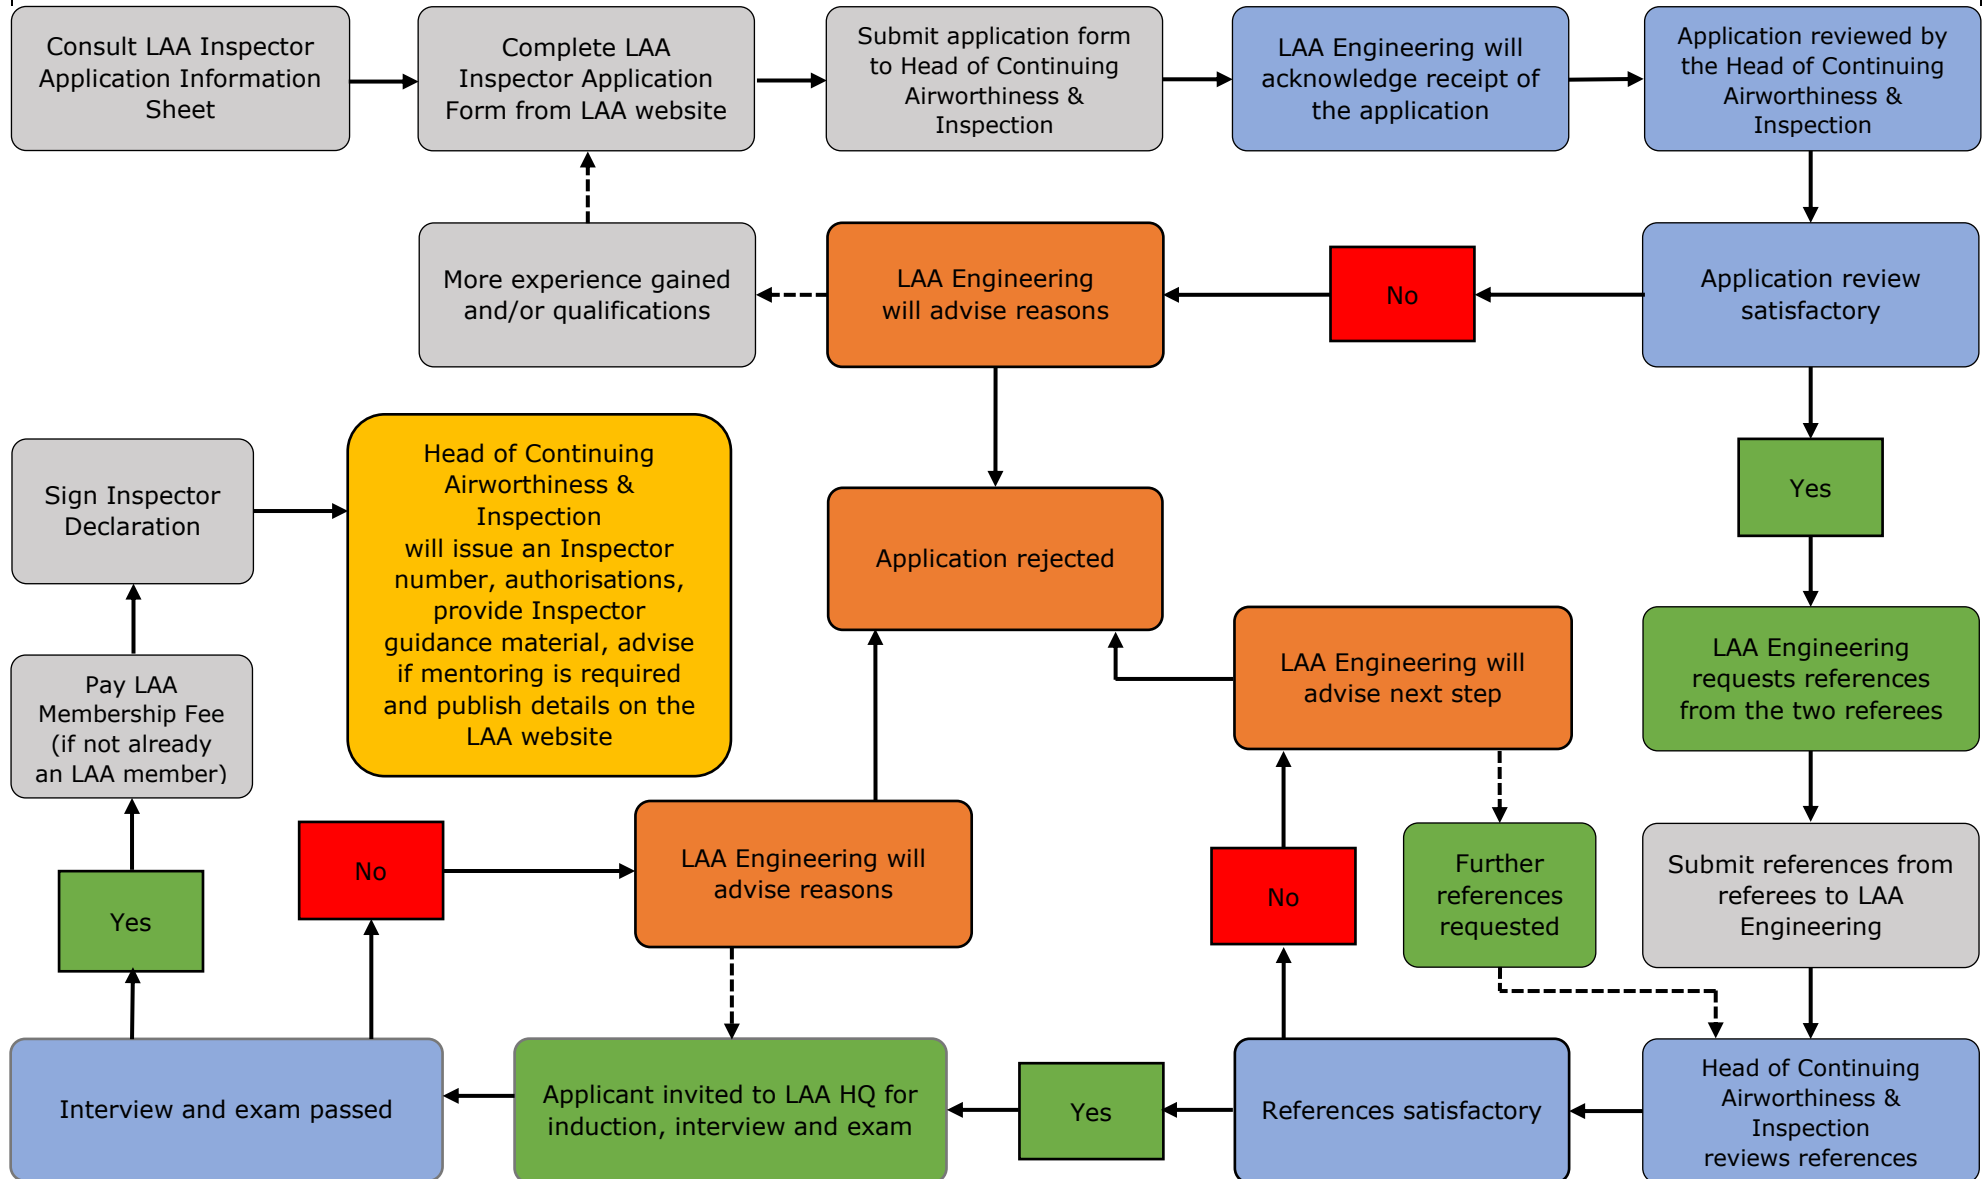 Consult LAA Inspector
Application Information
Sheet
Complete LAA
Inspector Application
Form from LAA website
Submit application form
to Head of Continuing
Airworthiness &
Inspection
LAA Engineering will
acknowledge receipt of
the application
Application reviewed by
the Head of Continuing
Airworthiness &
Inspection
More experience gained
and/or qualifications
LAA Engineering
will advise reasons
No
Application review
satisfactory
Sign Inspector
Declaration
Head of Continuing
Airworthiness &
Inspection
will issue an Inspector
number, authorisations,
provide Inspector
guidance material, advise
if mentoring is required
and publish details on the
LAA website
Application rejected
Yes
Pay LAA
Membership Fee
(if not already
an LAA member)
LAA Engineering will
advise next step
LAA Engineering
requests references
from the two referees
Yes
No
LAA Engineering will
advise reasons
No
Further
references
requested
Submit references from
referees to LAA
Engineering
Interview and exam passed
Applicant invited to LAA HQ for
induction, interview and exam
Yes
References satisfactory
Head of Continuing
Airworthiness &
Inspection
reviews references